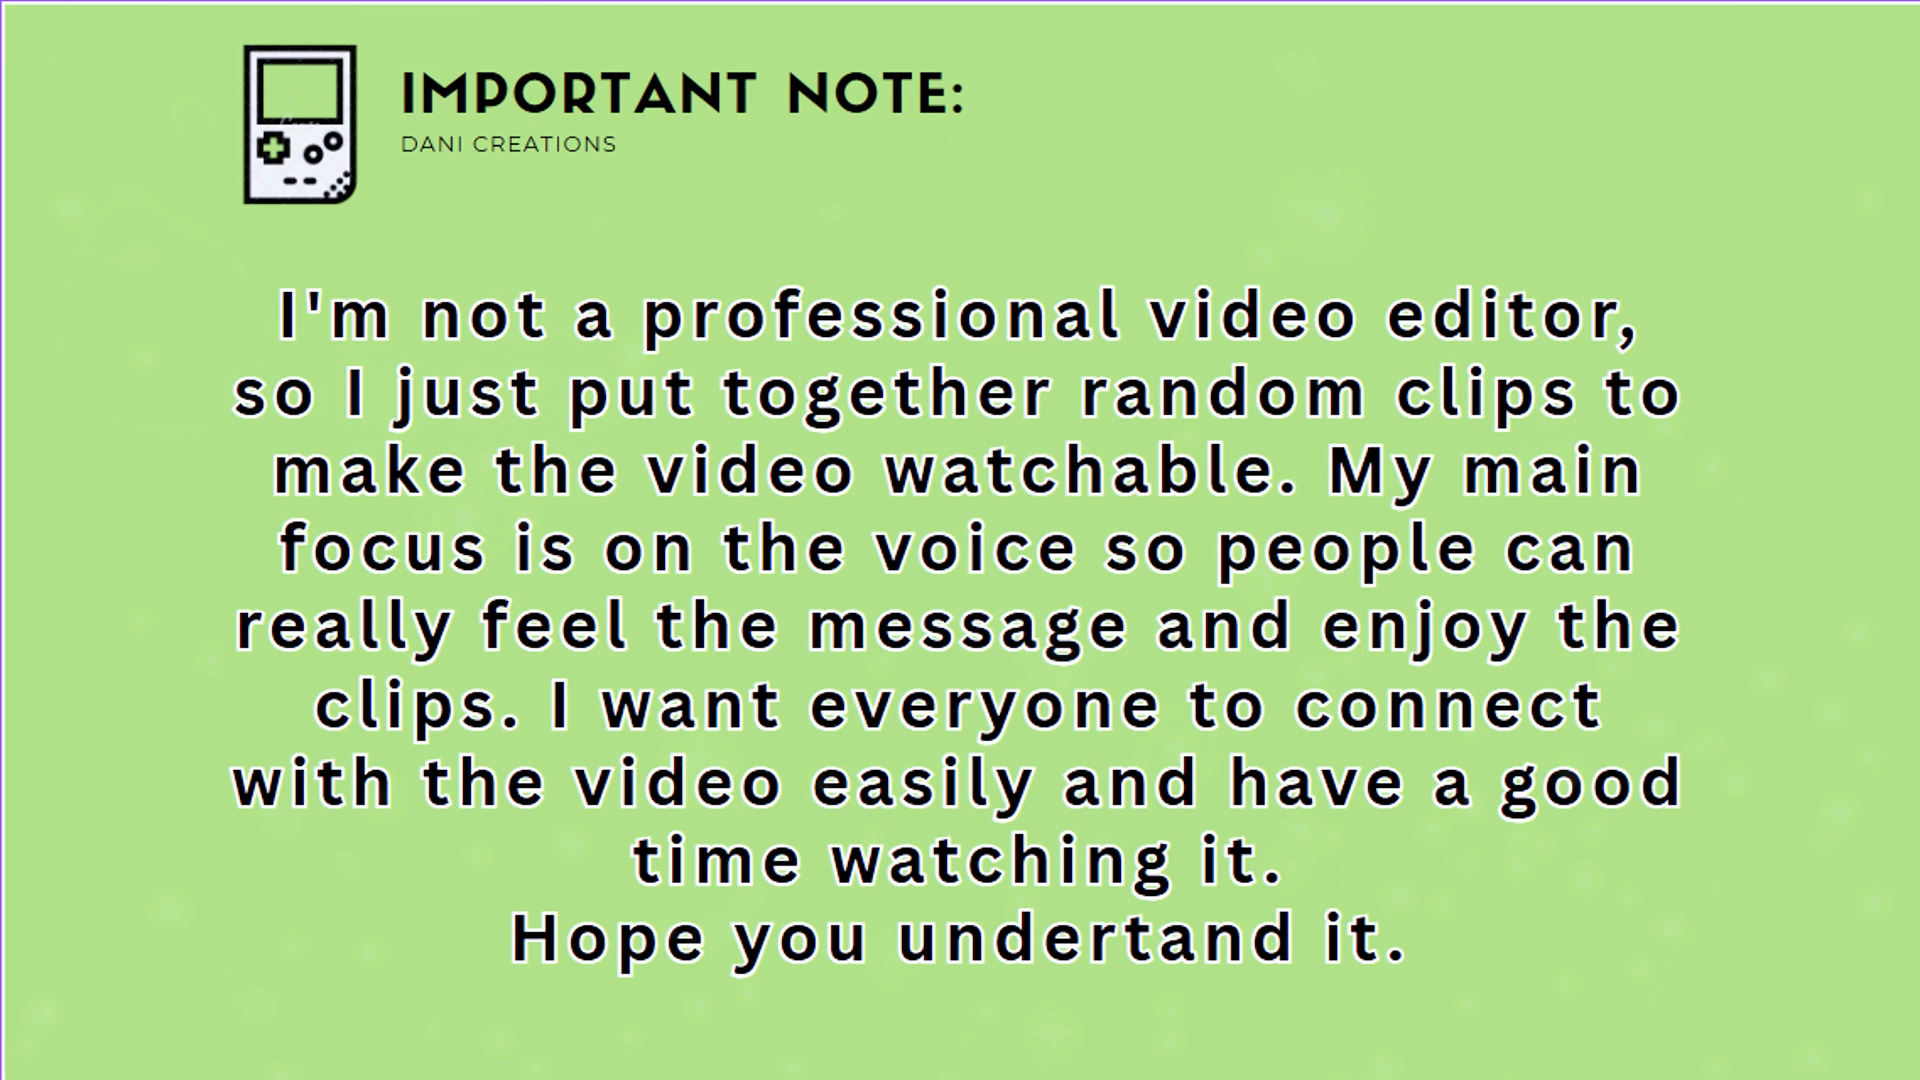 IMPORTANT NOTE:
DANI CREATIONS
I'm not a professional video editor,
so I just put together random clips to
make the video watchable. My main
focus is on the voice so people can
really feel the message and enjoy the
clips. I want everyone to connect
with the video easily and have a good
time watching it.
Hope you undertand it.